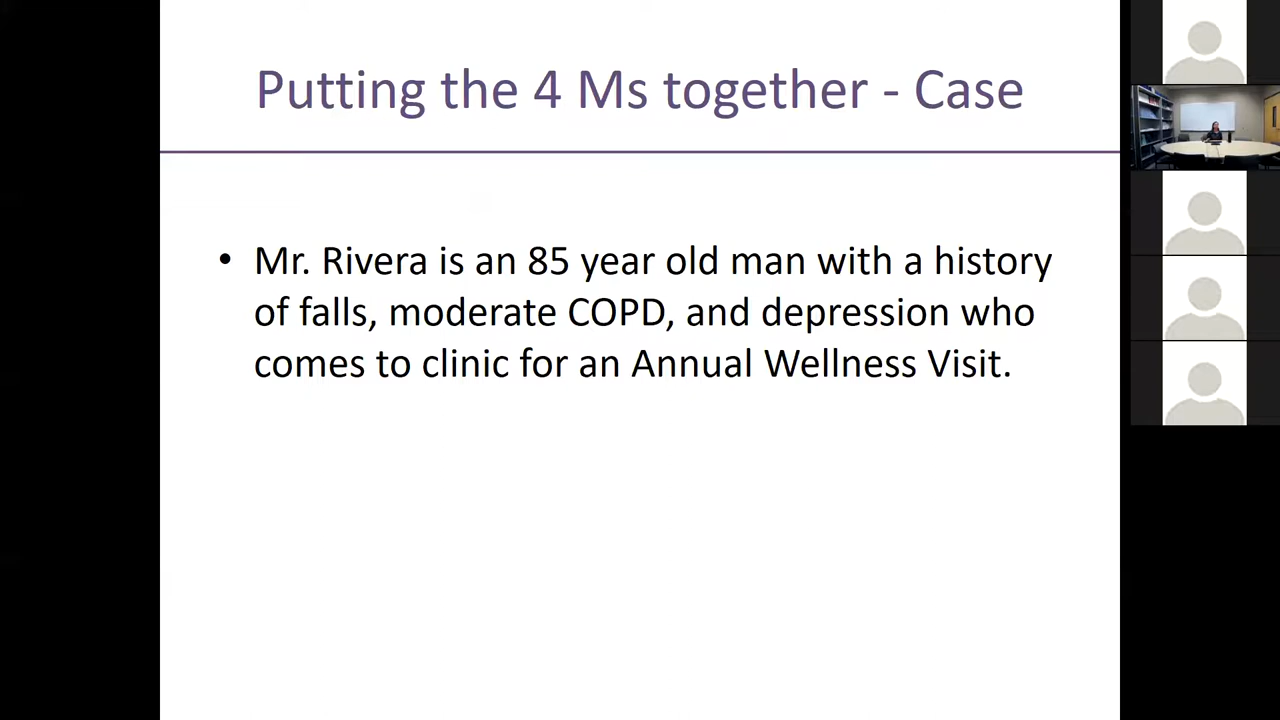 Putting the 4 Ms together - Case
• Mr. Rivera is an 85 year old man with a history
of falls, moderate COPD, and depression who
comes to clinic for an Annual Wellness Visit.